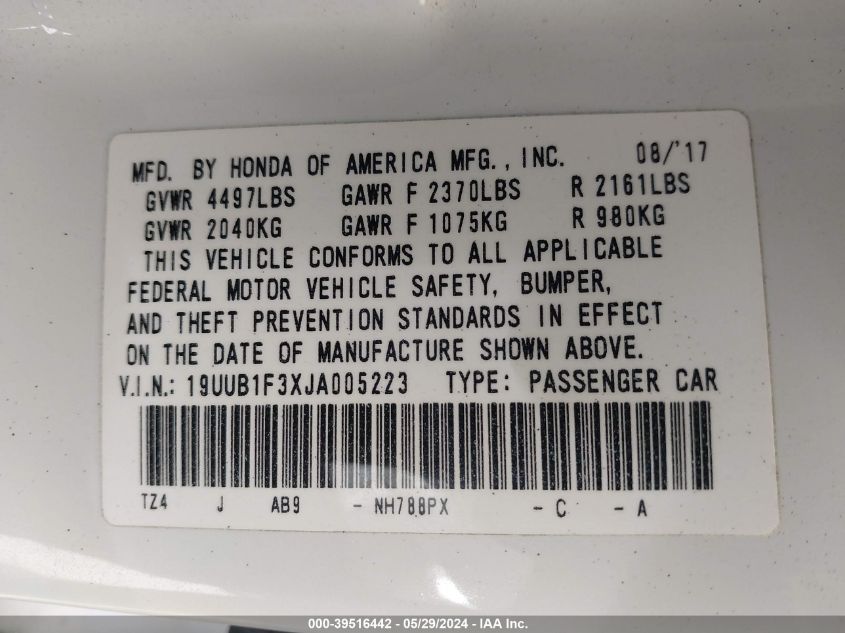 MFD. BY HONDA OF AMERICA MFG., INC. 08/'17
GVWR 4497LBS GAWR F 2370LBS R 2161LBS
GVWR 2040KG GAWR F 1075KG R 980KG
THIS VEHICLE CONFORMS TO ALL APPLICABLE
FEDERAL MOTOR VEHICLE SAFETY, BUMPER,
AND THEFT PREVENTION STANDARDS IN EFFECT
ON THE DATE OF MANUFACTURE SHOWN ABOVE.
V.I.N.: 19UUB1F3XJA005223 TYPE: PASSENGER CAR
TZ4 J AB9 - NH788PX - C - A
000-39516442 - 05/29/2024 - IAA Inc.